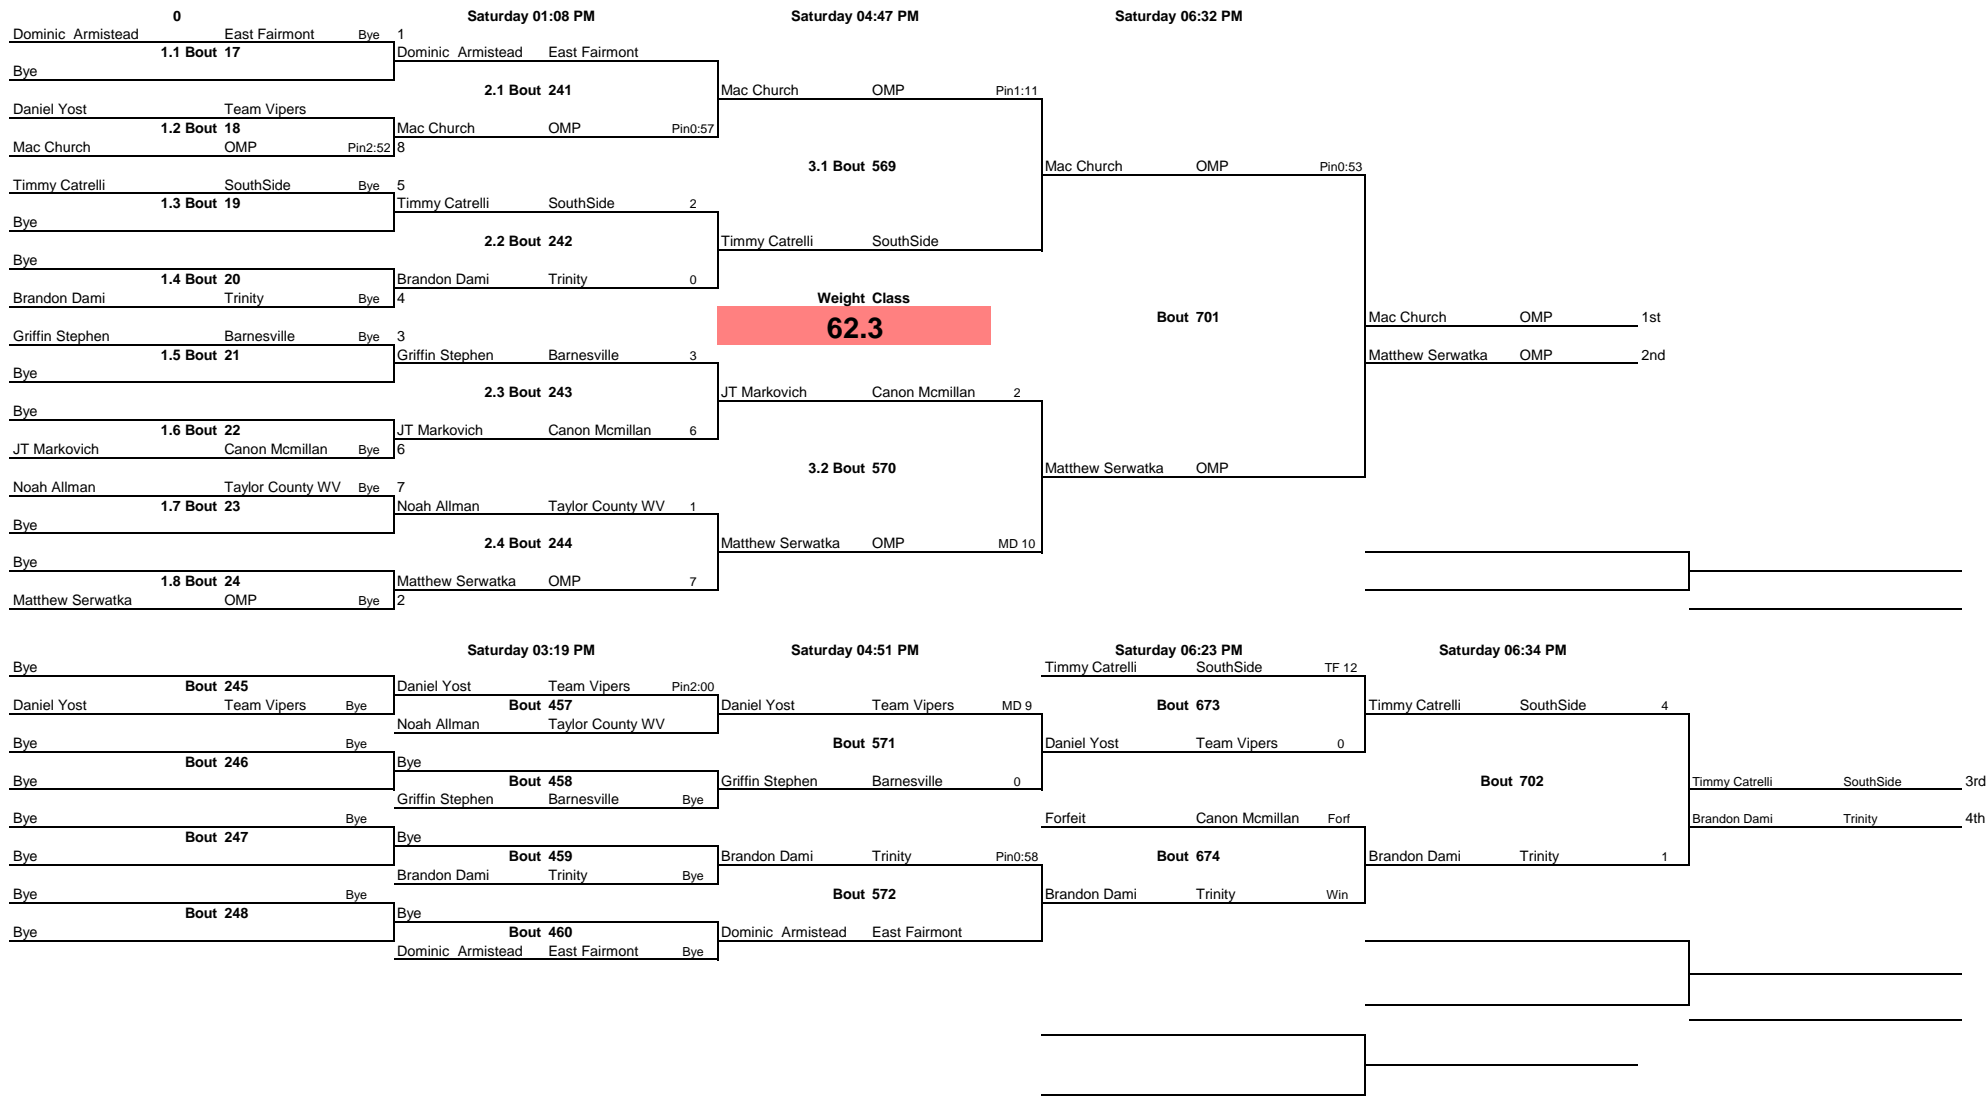 0 Saturday 01:08 PM Saturday 04:47 PM Saturday 06:32 PM
Dominic Armistead East Fairmont Bye 1
1.1 Bout 17 Dominic Armistead East Fairmont
Bye
2.1 Bout 241 Mac Church OMP Pin1:11
Daniel Yost Team Vipers
1.2 Bout 18 Mac Church OMP Pin0:57
Mac Church OMP Pin2:52 8
3.1 Bout 569 Mac Church OMP Pin0:53
Timmy Catrelli SouthSide Bye 5
1.3 Bout 19 Timmy Catrelli SouthSide 2
Bye
2.2 Bout 242 Timmy Catrelli SouthSide
Bye
1.4 Bout 20 Brandon Dami Trinity 0
Brandon Dami Trinity Bye 4 Weight Class
62.3 Bout 701 Mac Church OMP 1st
Griffin Stephen Barnesville Bye 3
1.5 Bout 21 Griffin Stephen Barnesville 3 Matthew Serwatka OMP 2nd
Bye
2.3 Bout 243 JT Markovich Canon Mcmillan 2
Bye
1.6 Bout 22 JT Markovich Canon Mcmillan 6
JT Markovich Canon Mcmillan Bye 6
3.2 Bout 570 Matthew Serwatka OMP
Noah Allman Taylor County WV Bye 7
1.7 Bout 23 Noah Allman Taylor County WV 1
Bye
2.4 Bout 244 Matthew Serwatka OMP MD 10
Bye
1.8 Bout 24 Matthew Serwatka OMP 7
Matthew Serwatka OMP Bye 2
Saturday 03:19 PM Saturday 04:51 PM Saturday 06:23 PM Saturday 06:34 PM
Bye Timmy Catrelli SouthSide TF 12
Bout 245 Daniel Yost Team Vipers Pin2:00
Daniel Yost Team Vipers Bye Bout 457 Daniel Yost Team Vipers MD 9 Bout 673 Timmy Catrelli SouthSide 4
Noah Allman Taylor County WV
Bye Bye Bout 571 Daniel Yost Team Vipers 0
Bout 246 Bye
Bye Bout 458 Griffin Stephen Barnesville 0 Bout 702 Timmy Catrelli SouthSide 3rd
Griffin Stephen Barnesville Bye
Bye Bye Forfeit Canon Mcmillan Forf Brandon Dami Trinity 4th
Bout 247 Bye
Bye Bout 459 Brandon Dami Trinity Pin0:58 Bout 674 Brandon Dami Trinity 1
Brandon Dami Trinity Bye
Bye Bye Bout 572 Brandon Dami Trinity Win
Bout 248 Bye
Bye Bout 460 Dominic Armistead East Fairmont
Dominic Armistead East Fairmont Bye